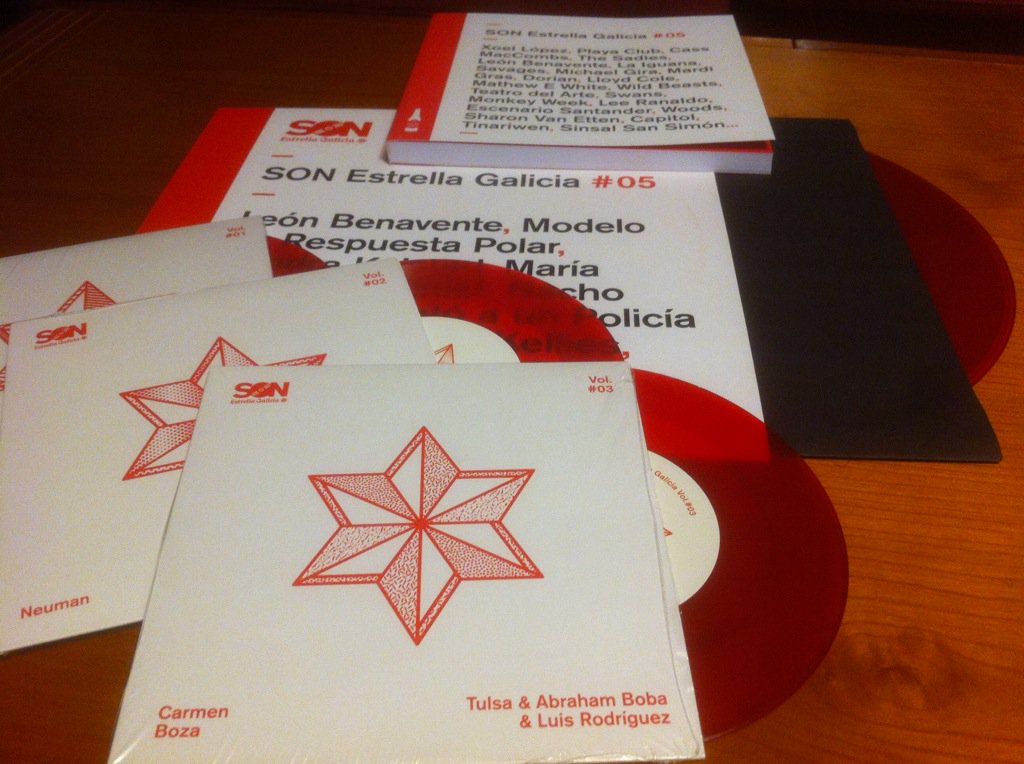 SON Estrella Galicia #05
Xoel López, Playa Club, Cass
MacCombs, The Sadies,
León Benavente, La Iguana,
Savages, Michael Gira, Mardi
Gras, Dorian, Lloyd Cole,
Mathew E White, Wild Beasts,
Teatro del Arte, Swans,
Monkey Week, Lee Ranaldo,
Escenario Santander, Woods,
Sharon Van Etten, Capitol,
Tinariwen, Sinsal San Simón...
SON
Estrella Galicia
SON Estrella Galicia #05
León Benavente, Modelo
Respuesta Polar,
María
a un Policía
Kellies,
Vol.
#01
Vol.
#02
SON
Estrella Galicia
Neuman
SON
Estrella Galicia
Vol.
#03
Carmen
Boza
Tulsa & Abraham Boba
& Luis Rodríguez
Galicia Vol.#03